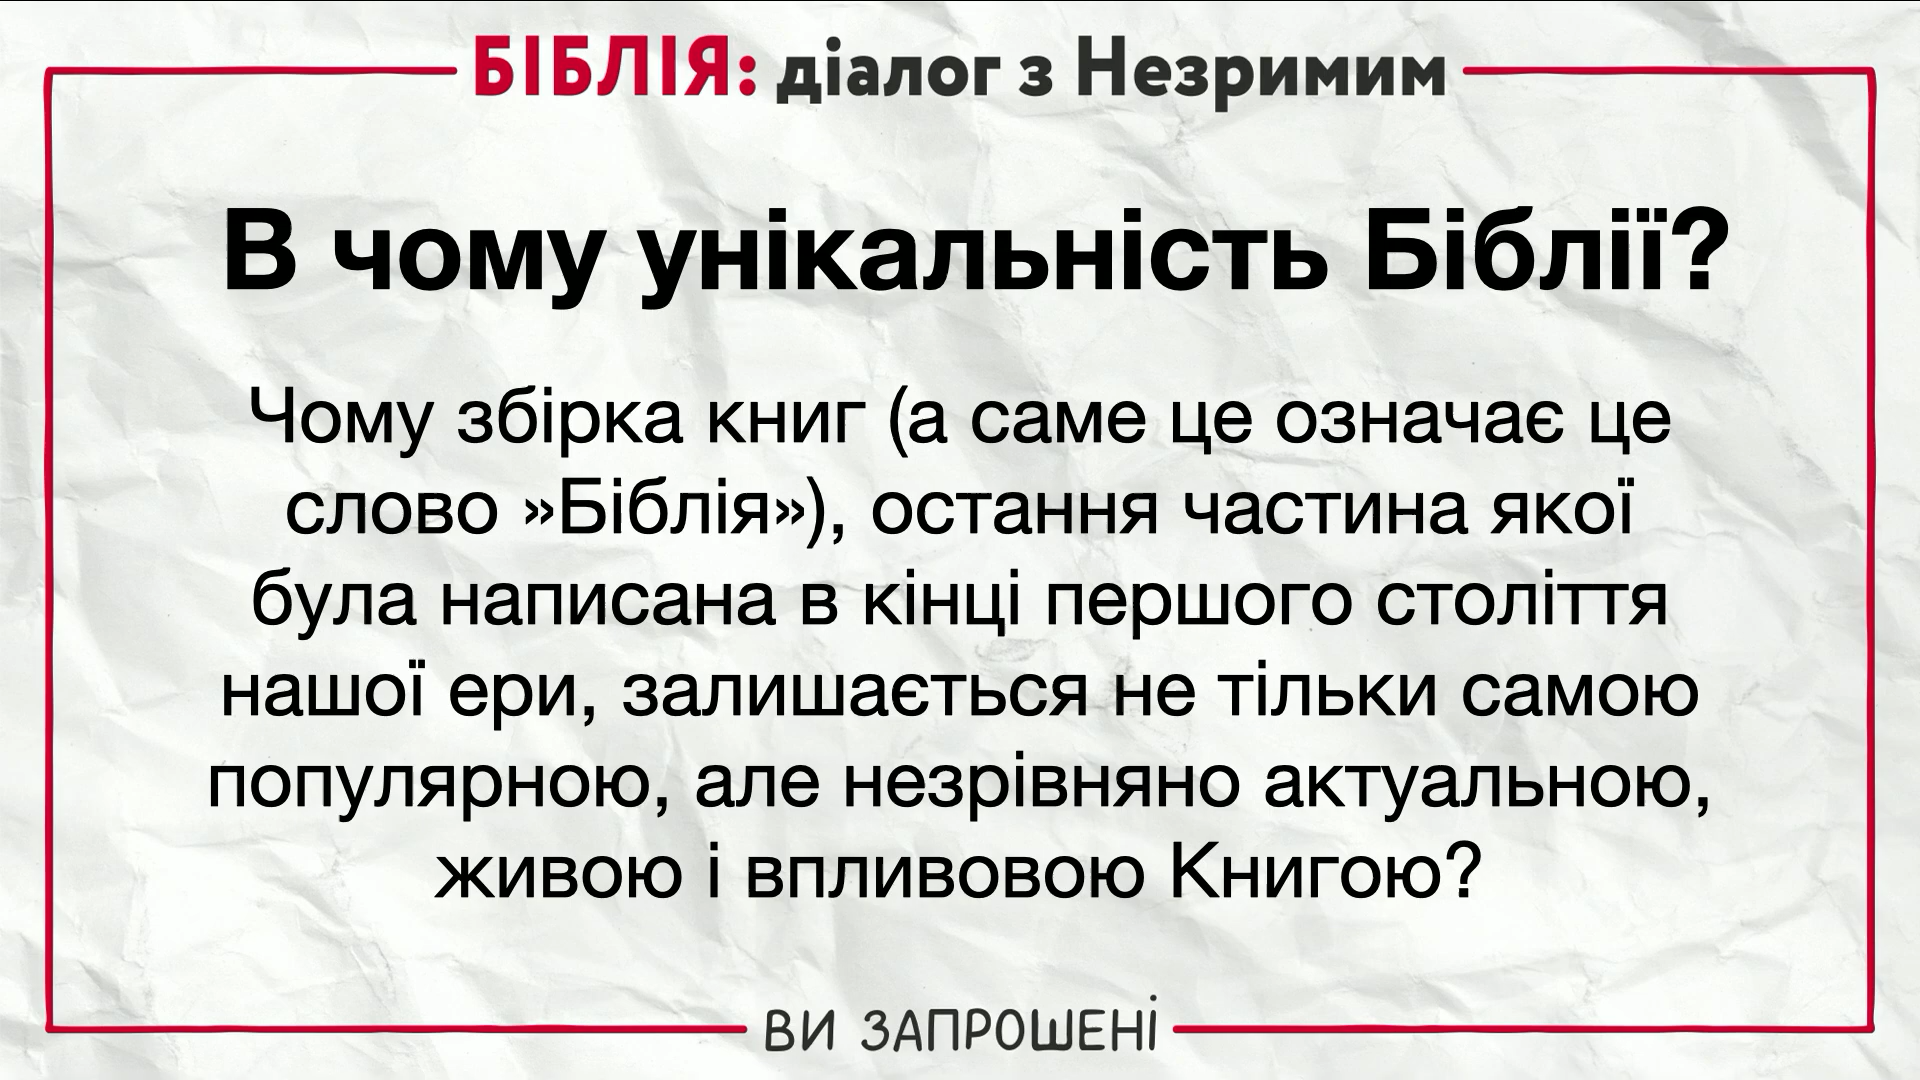 БІБЛІЯ: діалог з Незримим
В чому унікальність Біблії?
Чому збірка книг (а саме це означає це
слово »Біблія»), остання частина якої
була написана в кінці першого століття
нашої ери, залишається не тільки самою
популярною, але незрівняно актуальною,
живою і впливовою Книгою?
ВИ ЗАПРОШЕНІ